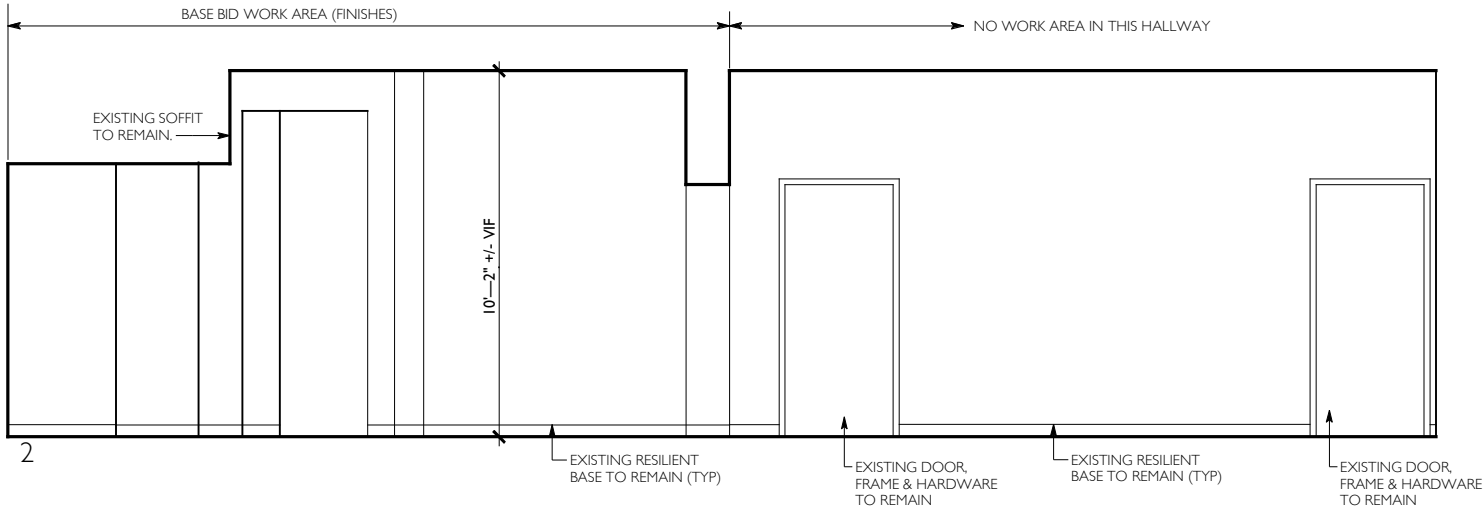 BASE BID WORK AREA (FINISHES)
NO WORK AREA IN THIS HALLWAY
EXISTING SOFFIT
TO REMAIN.
10'—2" +/- VIF
2
EXISTING RESILIENT
BASE TO REMAIN (TYP)
EXISTING DOOR,
FRAME & HARDWARE
TO REMAIN
EXISTING RESILIENT
BASE TO REMAIN (TYP)
EXISTING DOOR,
FRAME & HARDWARE
TO REMAIN